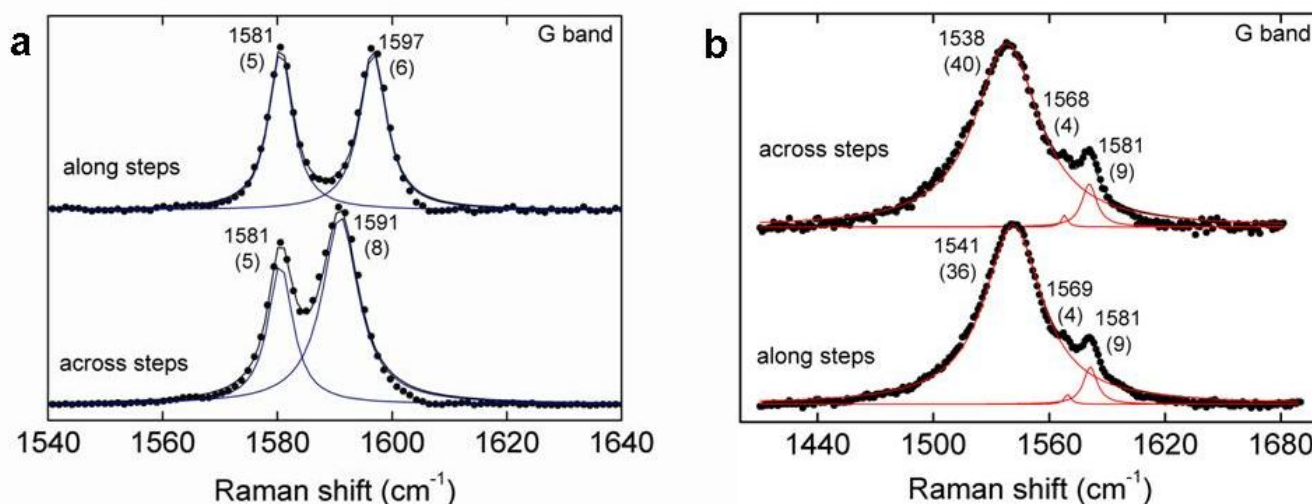 a
G band
1581
(5)
1597
(6)
along steps
1581
(5)
1591
(8)
across steps
1540 1560 1580 1600 1620 1640
Raman shift (cm⁻¹)
b
G band
1538
(40)
1568
(4)
1581
(9)
across steps
1541
(36)
1569
(4)
1581
(9)
along steps
1440 1500 1560 1620 1680
Raman shift (cm⁻¹)